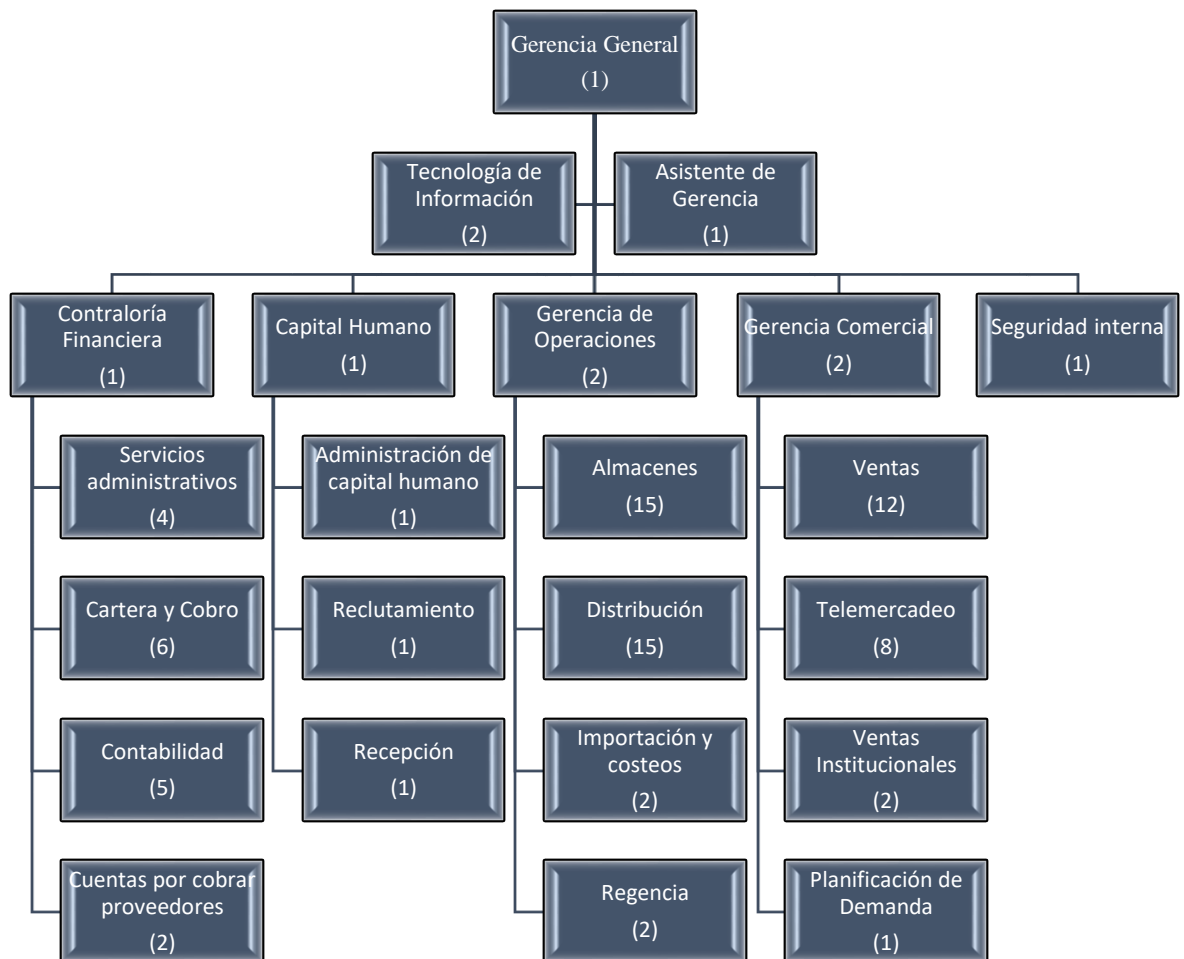 Gerencia General
(1)
Tecnología de
Información
(2)
Asistente de
Gerencia
(1)
Contraloría
Financiera
(1)
Capital Humano
(1)
Gerencia de
Operaciones
(2)
Gerencia Comercial
(2)
Seguridad interna
(1)
Servicios
administrativos
(4)
Cartera y Cobro
(6)
Contabilidad
(5)
Cuentas por cobrar
proveedores
(2)
Administración de
capital humano
(1)
Reclutamiento
(1)
Recepción
(1)
Almacenes
(15)
Distribución
(15)
Importación y
costeos
(2)
Regencia
(2)
Ventas
(12)
Telemercadeo
(8)
Ventas
Institucionales
(2)
Planificación de
Demanda
(1)